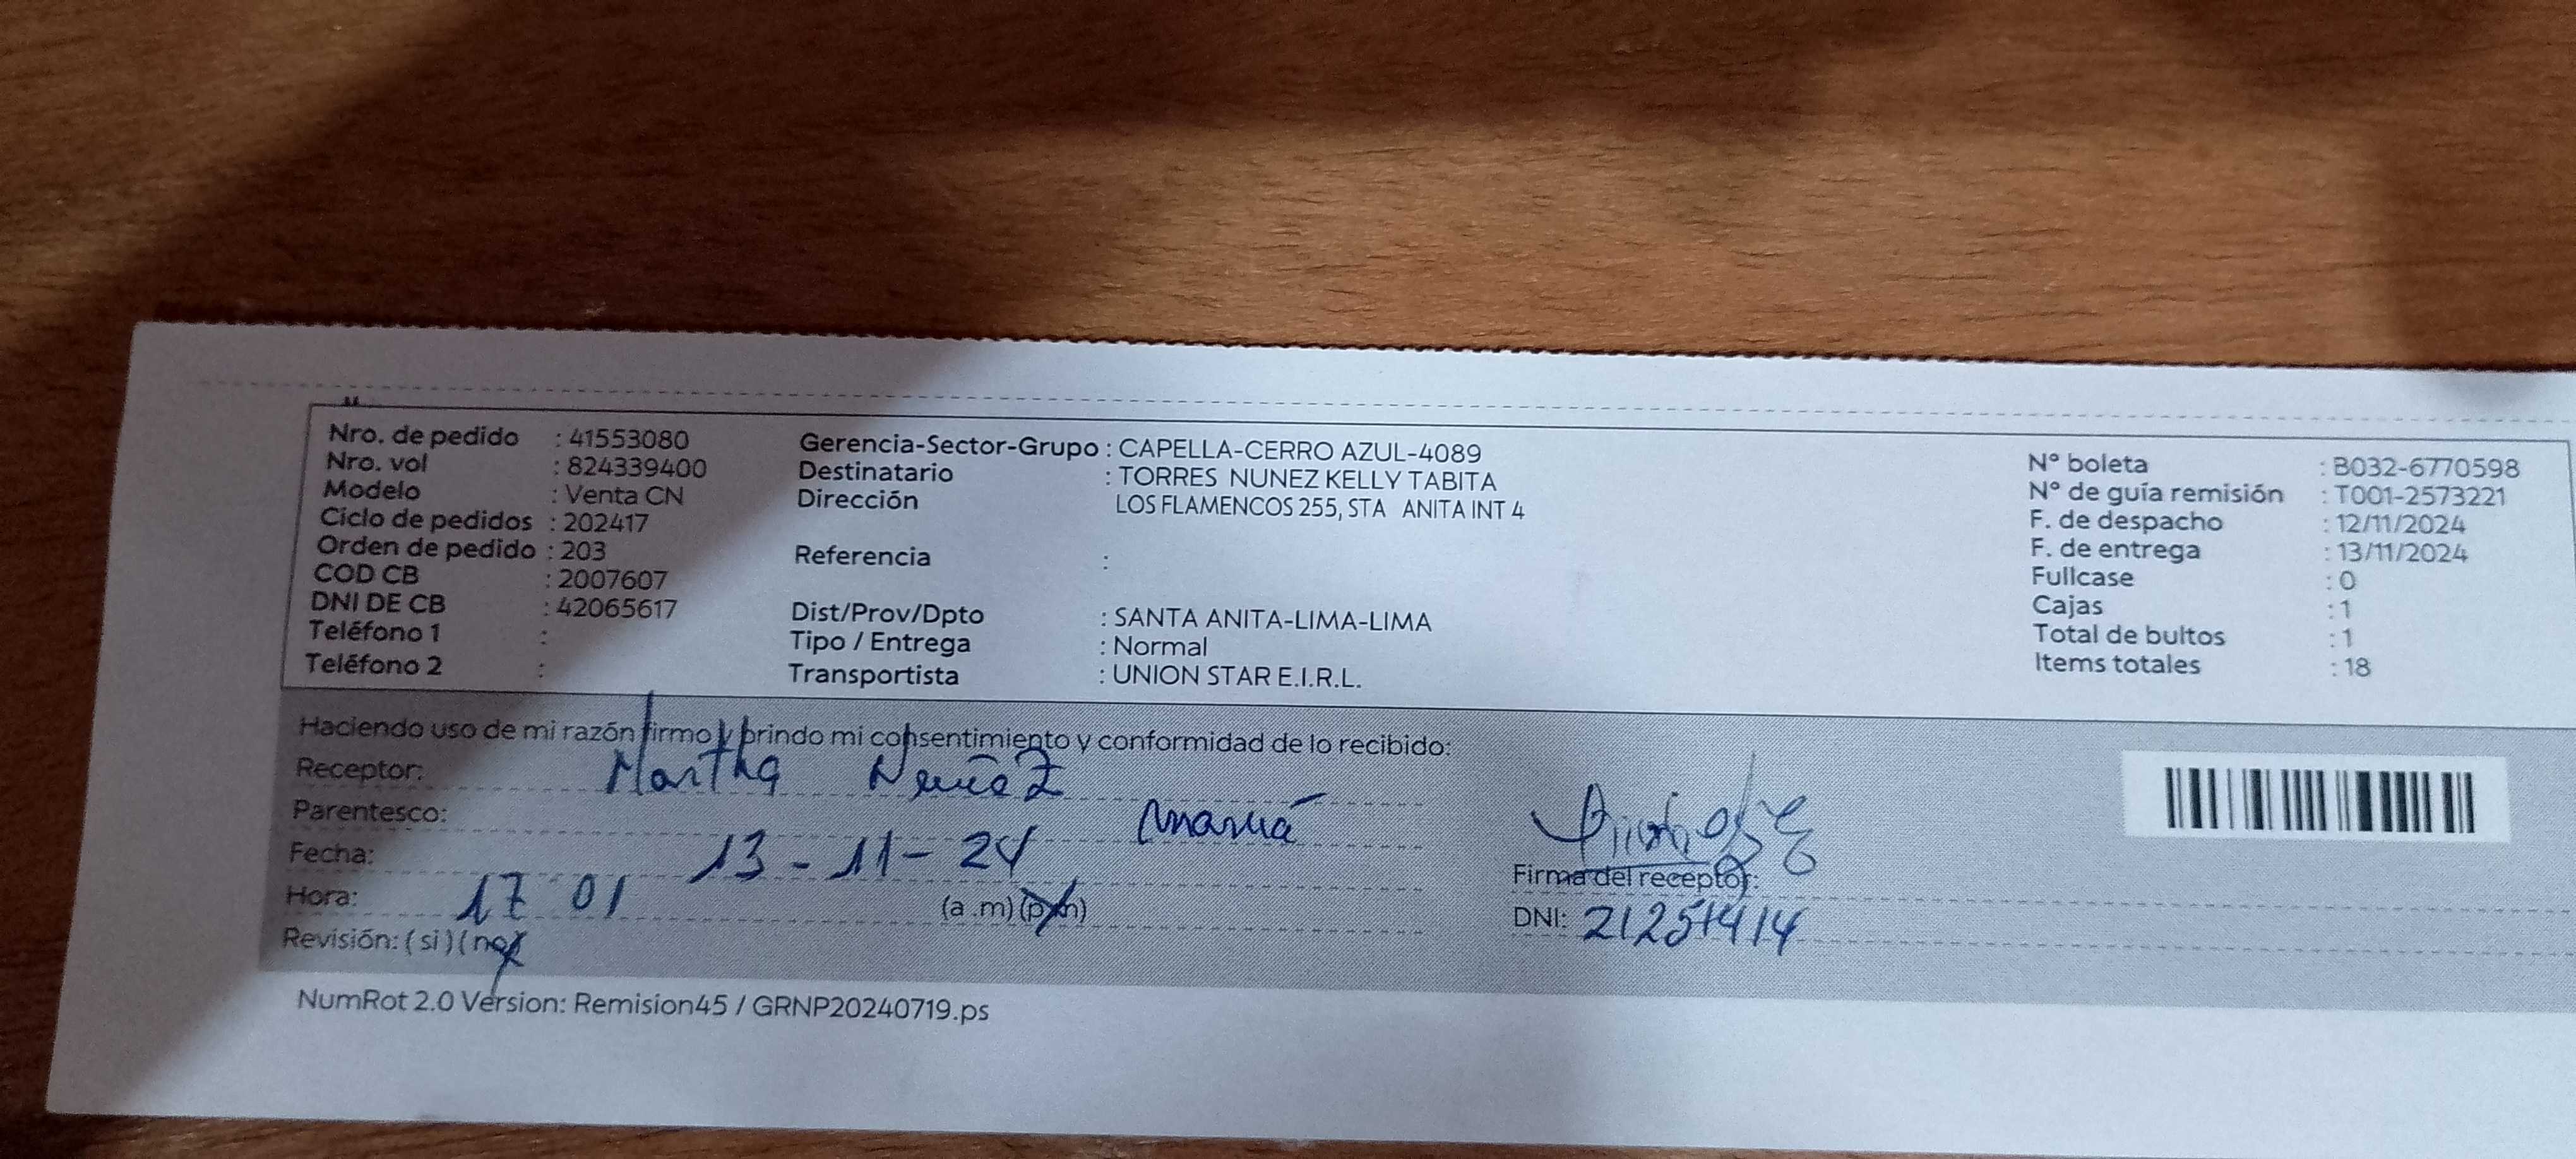 Nro. de pedido : 41553080
Nro. vol : 824339400
Modelo : Venta CN
Ciclo de pedidos : 202417
Orden de pedido : 203
COD CB : 2007607
DNI DE CB : 42065617
Teléfono 1 :
Teléfono 2 :
Gerencia-Sector-Grupo : CAPELLA-CERRO AZUL-4089
Destinatario : TORRES NUNEZ KELLY TABITA
Dirección LOS FLAMENCOS 255, STA ANITA INT 4
Referencia :
Dist/Prov/Dpto : SANTA ANITA-LIMA-LIMA
Tipo / Entrega : Normal
Transportista : UNION STAR E.I.R.L.
N° boleta : B032-6770598
N° de guía remisión : T001-2573221
F. de despacho : 12/11/2024
F. de entrega : 13/11/2024
Fullcase : 0
Cajas : 1
Total de bultos : 1
Items totales : 18
Haciendo uso de mi razón firmo y brindo mi consentimiento y conformidad de lo recibido:
Receptor: Martha Nuñez
Parentesco: mamá
Fecha: 13-11-24
Hora: 17 01 (a.m)(p.m)
Revisión: (si)(no)
Firma del receptor:
DNI: 21251414
NumRot 2.0 Version: Remision45 / GRNP20240719.ps